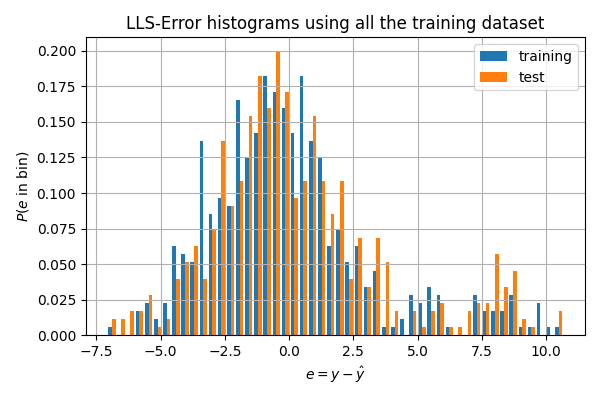 LLS-Error histograms using all the training dataset
training
test
P(e in bin)
0.200
0.175
0.150
0.125
0.100
0.075
0.050
0.025
0.000
−7.5 −5.0 −2.5 0.0 2.5 5.0 7.5 10.0
e = y − ŷ